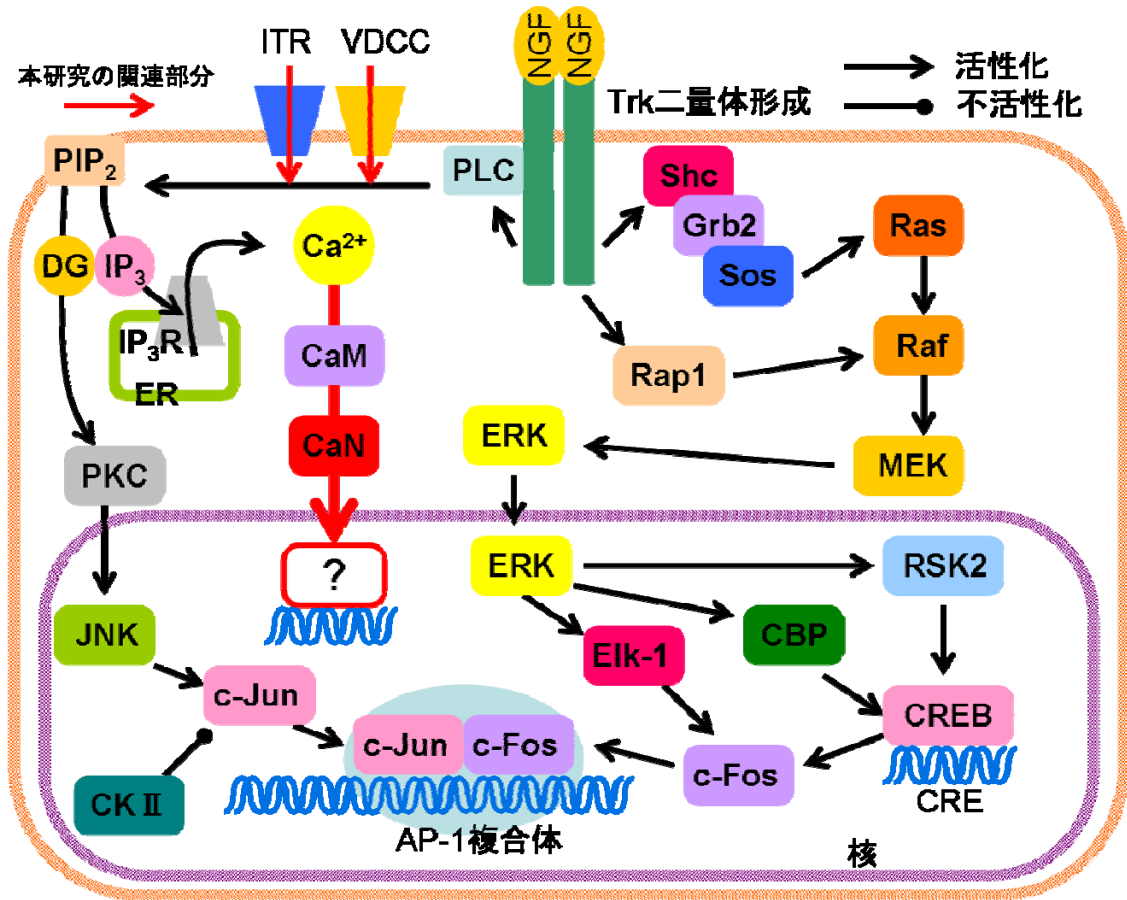 ITR
VDCC
NGF
NGF
本研究の関連部分
Trk二量体形成
活性化
不活性化
PIP2
PLC
Shc
Grb2
Sos
Ras
DG
IP3
Ca2+
IP3R
ER
CaM
Rap1
Raf
CaN
ERK
MEK
PKC
?
ERK
RSK2
JNK
Elk-1
CBP
c-Jun
c-Jun
c-Fos
c-Fos
CREB
CRE
CKⅡ
AP-1複合体
核